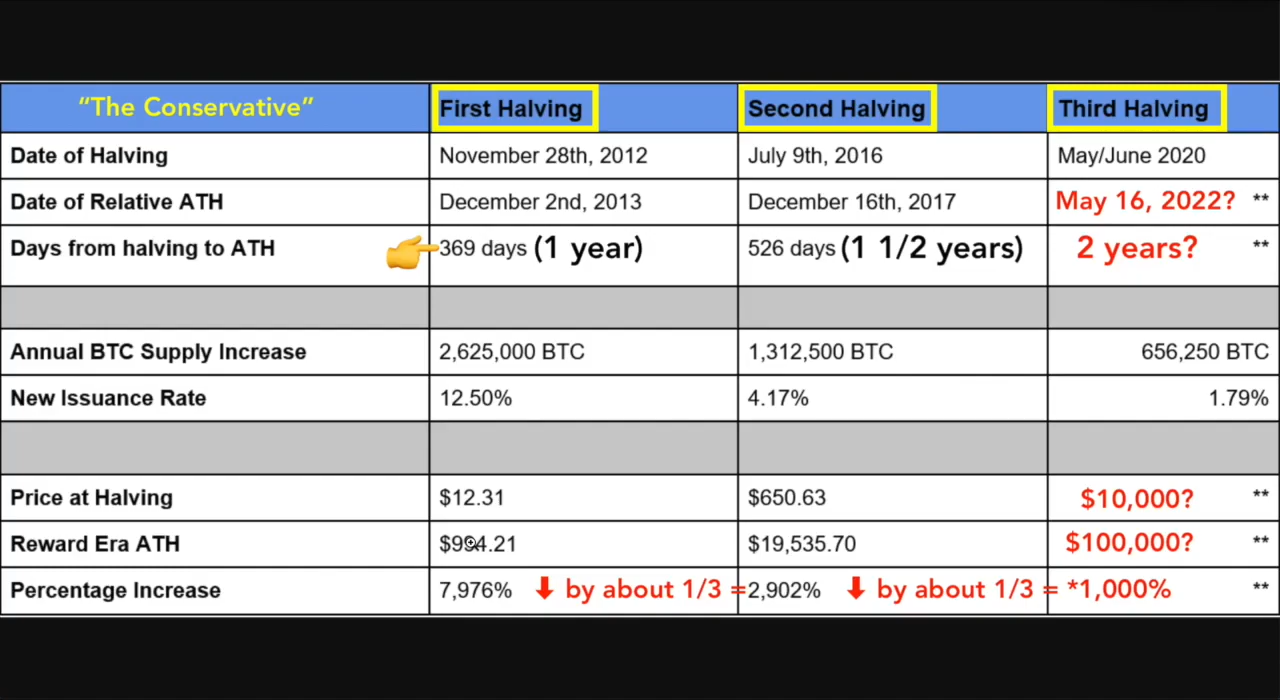 “The Conservative” First Halving Second Halving Third Halving
Date of Halving November 28th, 2012 July 9th, 2016 May/June 2020
Date of Relative ATH December 2nd, 2013 December 16th, 2017 May 16, 2022? **
Days from halving to ATH 369 days (1 year) 526 days (1 1/2 years) 2 years? **
Annual BTC Supply Increase 2,625,000 BTC 1,312,500 BTC 656,250 BTC
New Issuance Rate 12.50% 4.17% 1.79%
Price at Halving $12.31 $650.63 $10,000? **
Reward Era ATH $994.21 $19,535.70 $100,000? **
Percentage Increase 7,976% ⬇ by about 1/3 = 2,902% ⬇ by about 1/3 = *1,000% **